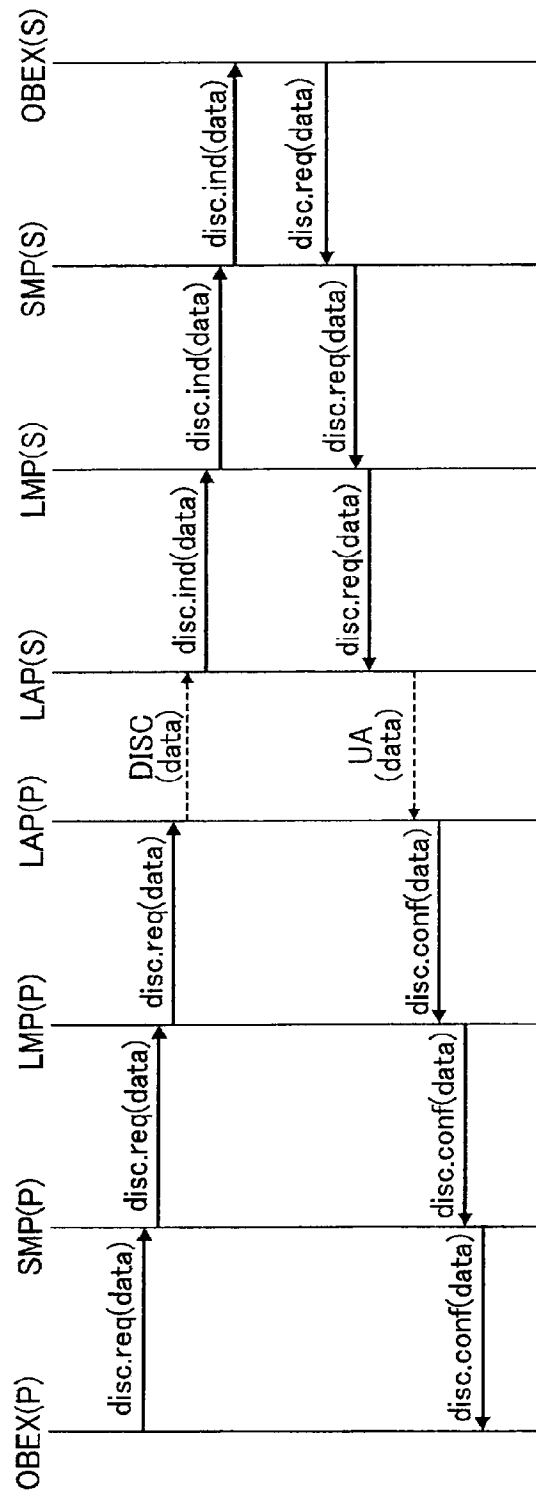 OBEX(P)
SMP(P)
LMP(P)
LAP(P)
LAP(S)
LMP(S)
SMP(S)
OBEX(S)
disc.req(data)
disc.req(data)
disc.req(data)
DISC
(data)
disc.ind(data)
disc.ind(data)
disc.ind(data)
disc.req(data)
disc.req(data)
disc.req(data)
UA
(data)
disc.conf(data)
disc.conf(data)
disc.conf(data)